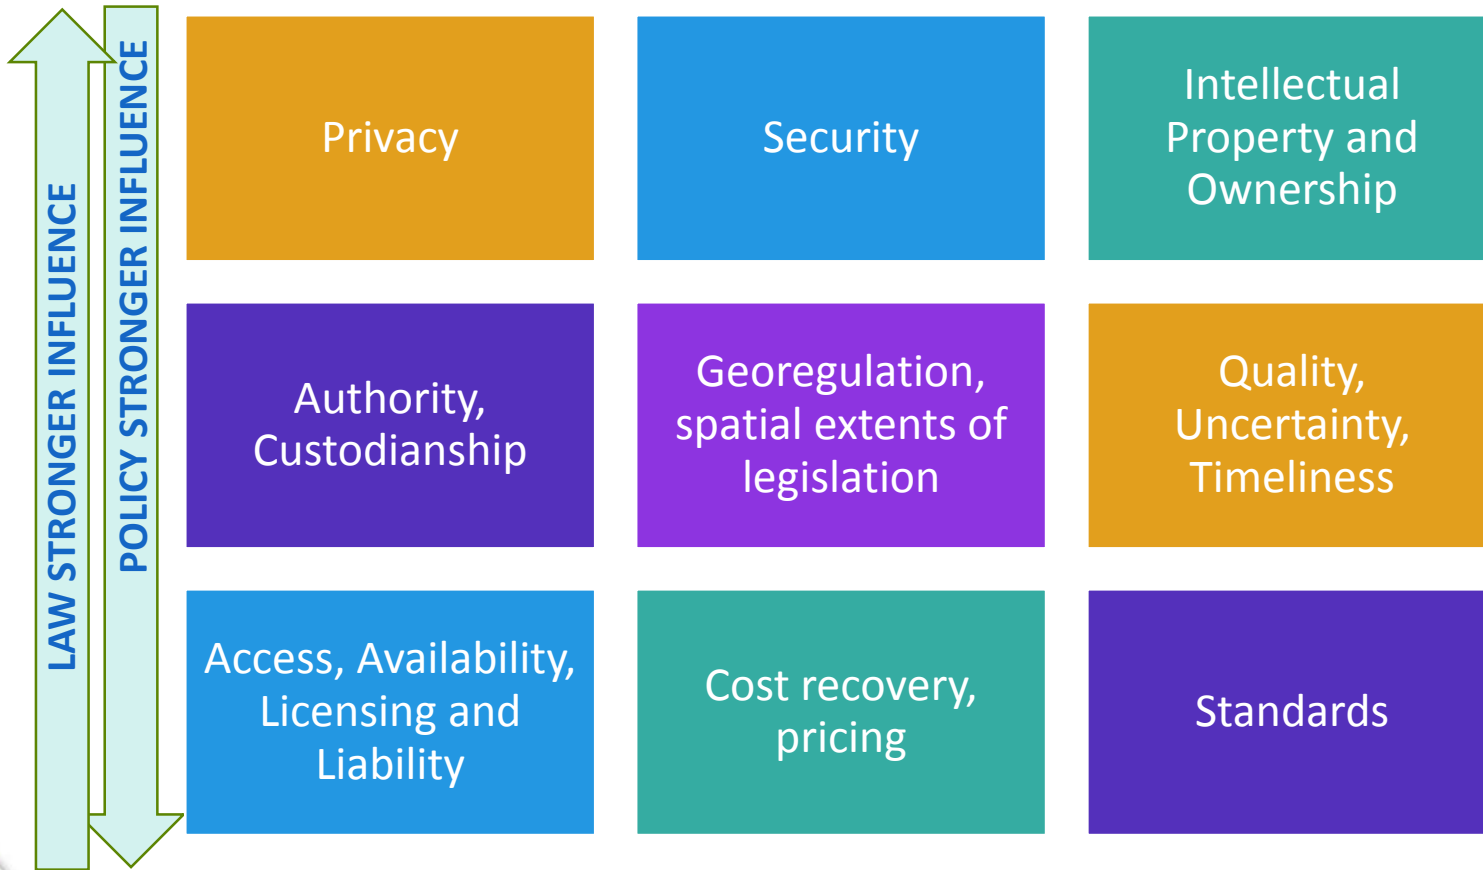 LAW STRONGER INFLUENCE
POLICY STRONGER INFLUENCE
Privacy
Security
Intellectual
Property and
Ownership
Authority,
Custodianship
Georegulation,
spatial extents of
legislation
Quality,
Uncertainty,
Timeliness
Access, Availability,
Licensing and
Liability
Cost recovery,
pricing
Standards